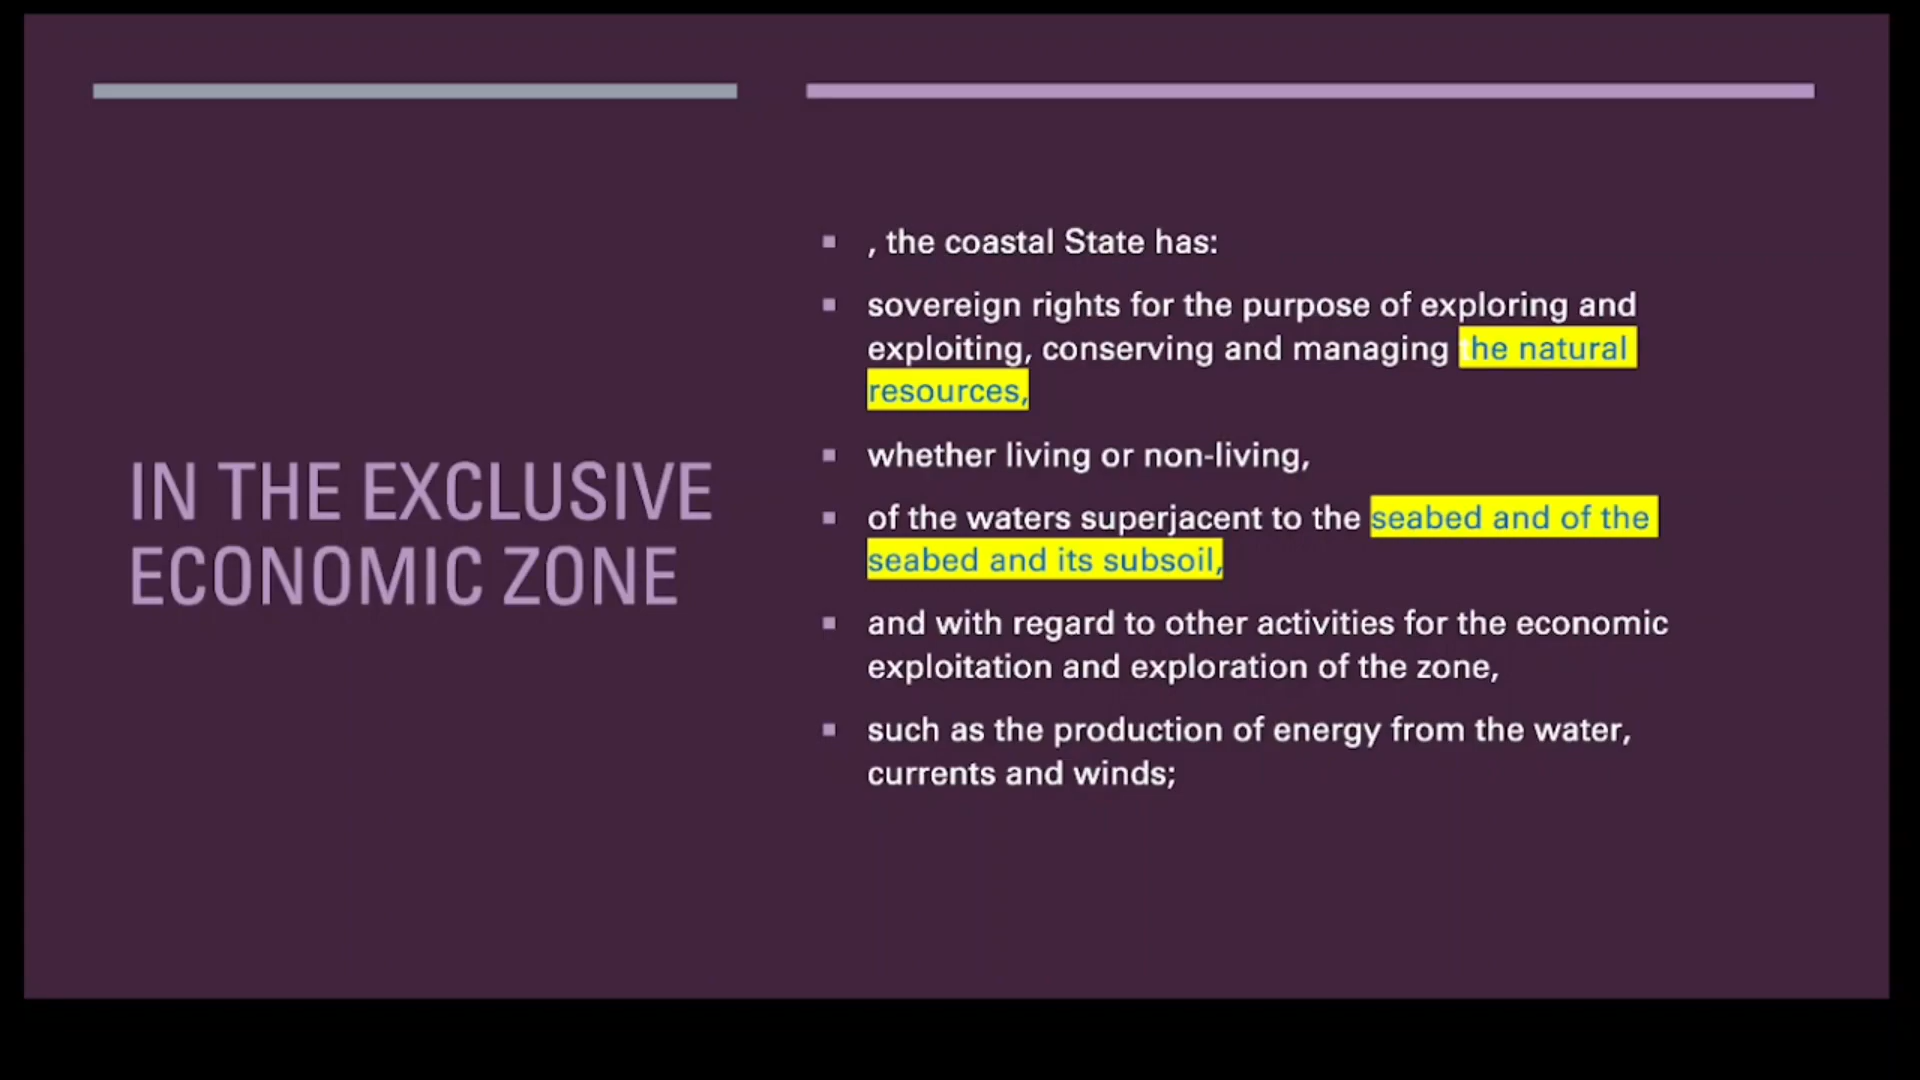 IN THE EXCLUSIVE
ECONOMIC ZONE
, the coastal State has:
sovereign rights for the purpose of exploring and
exploiting, conserving and managing the natural
resources,
whether living or non-living,
of the waters superjacent to the seabed and of the
seabed and its subsoil,
and with regard to other activities for the economic
exploitation and exploration of the zone,
such as the production of energy from the water,
currents and winds;